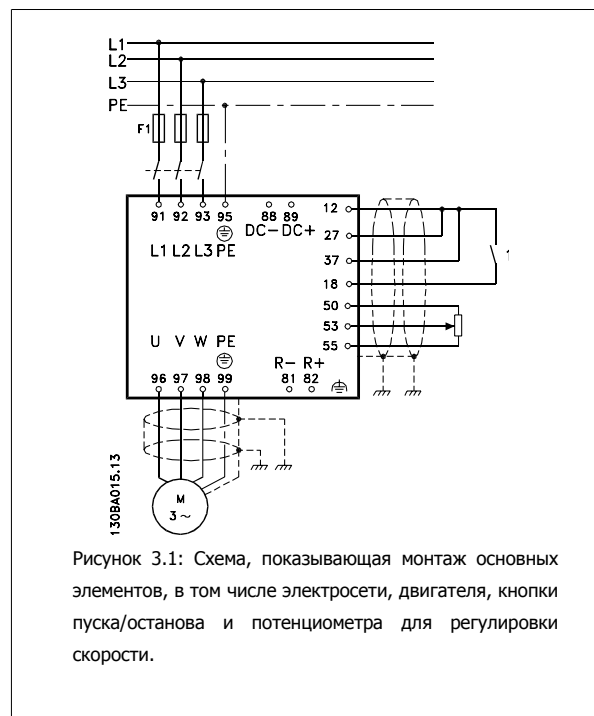 L1
L2
L3
PE
F1
91 92 93 95 88 89
DC- DC+
L1 L2 L3 PE
12
27
37
18
50
53
55
U V W PE
R- R+
96 97 98 99 81 82
M
3~
130BA015.13
Рисунок 3.1: Схема, показывающая монтаж основных
элементов, в том числе электросети, двигателя, кнопки
пуска/останова и потенциометра для регулировки
скорости.